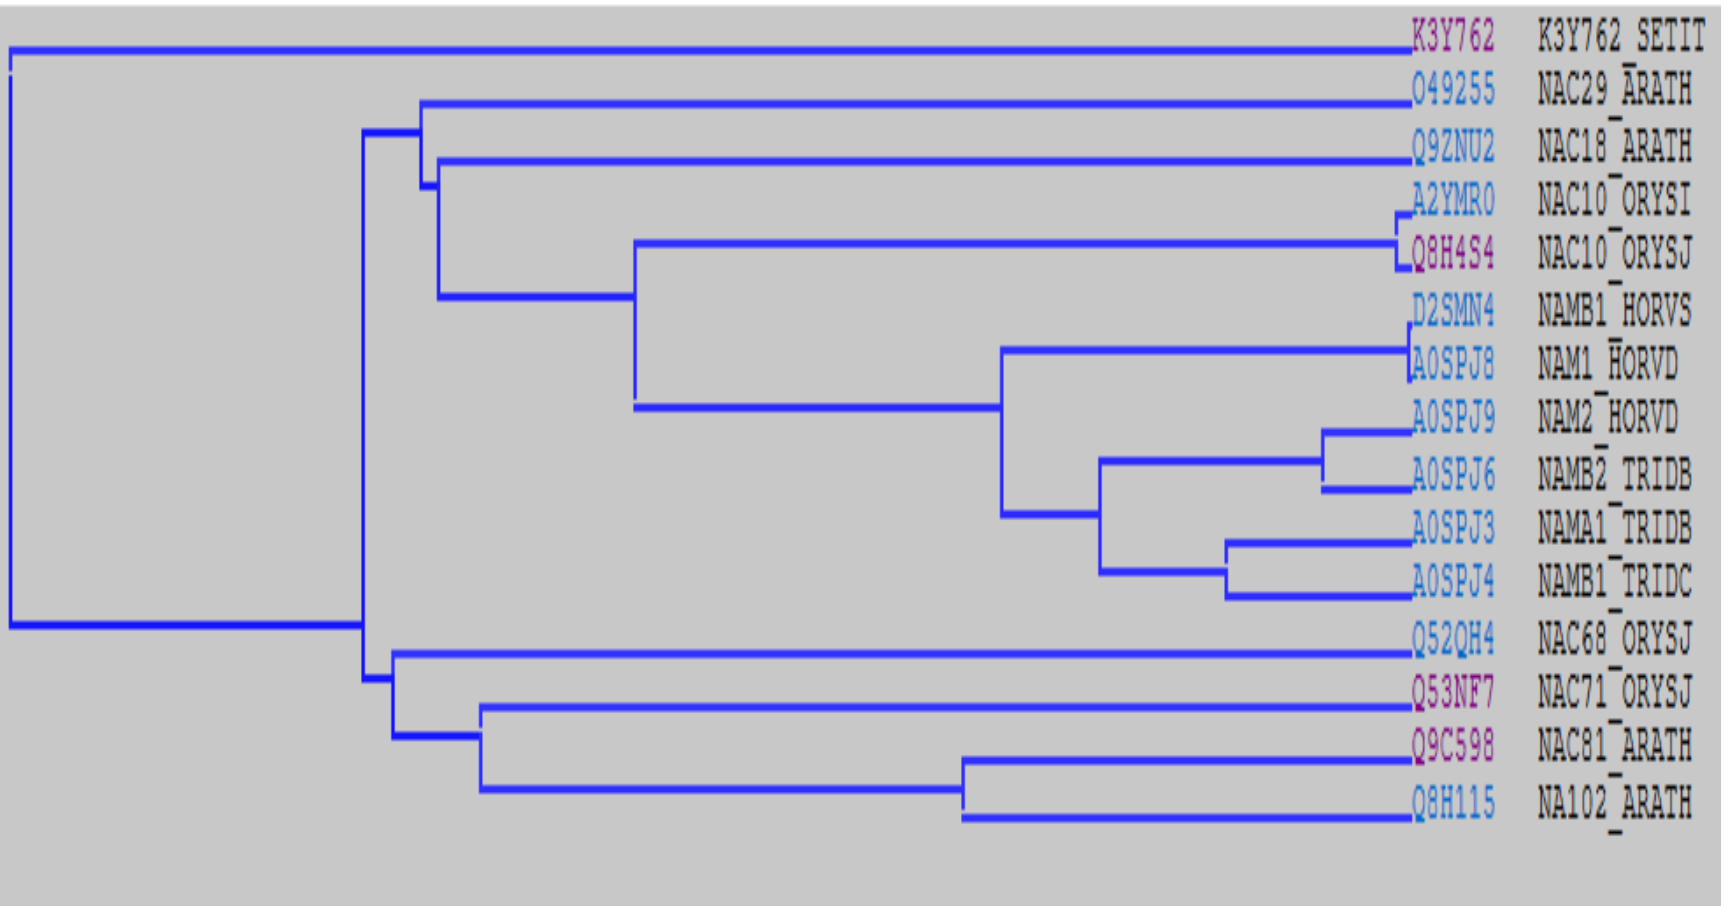 K3Y762 K3Y762_SETIT
O49255 NAC29_ARATH
Q9ZNU2 NAC18_ARATH
A2YMR0 NAC10_ORYSI
Q8H4S4 NAC10_ORYSJ
D2SMN4 NAMB1_HORVS
A0SPJ8 NAM1_HORVD
A0SPJ9 NAM2_HORVD
A0SPJ6 NAMB2_TRIDB
A0SPJ3 NAMA1_TRIDB
A0SPJ4 NAMB1_TRIDC
Q52QH4 NAC68_ORYSJ
Q53NF7 NAC71_ORYSJ
Q9C598 NAC81_ARATH
Q8H115 NA102_ARATH